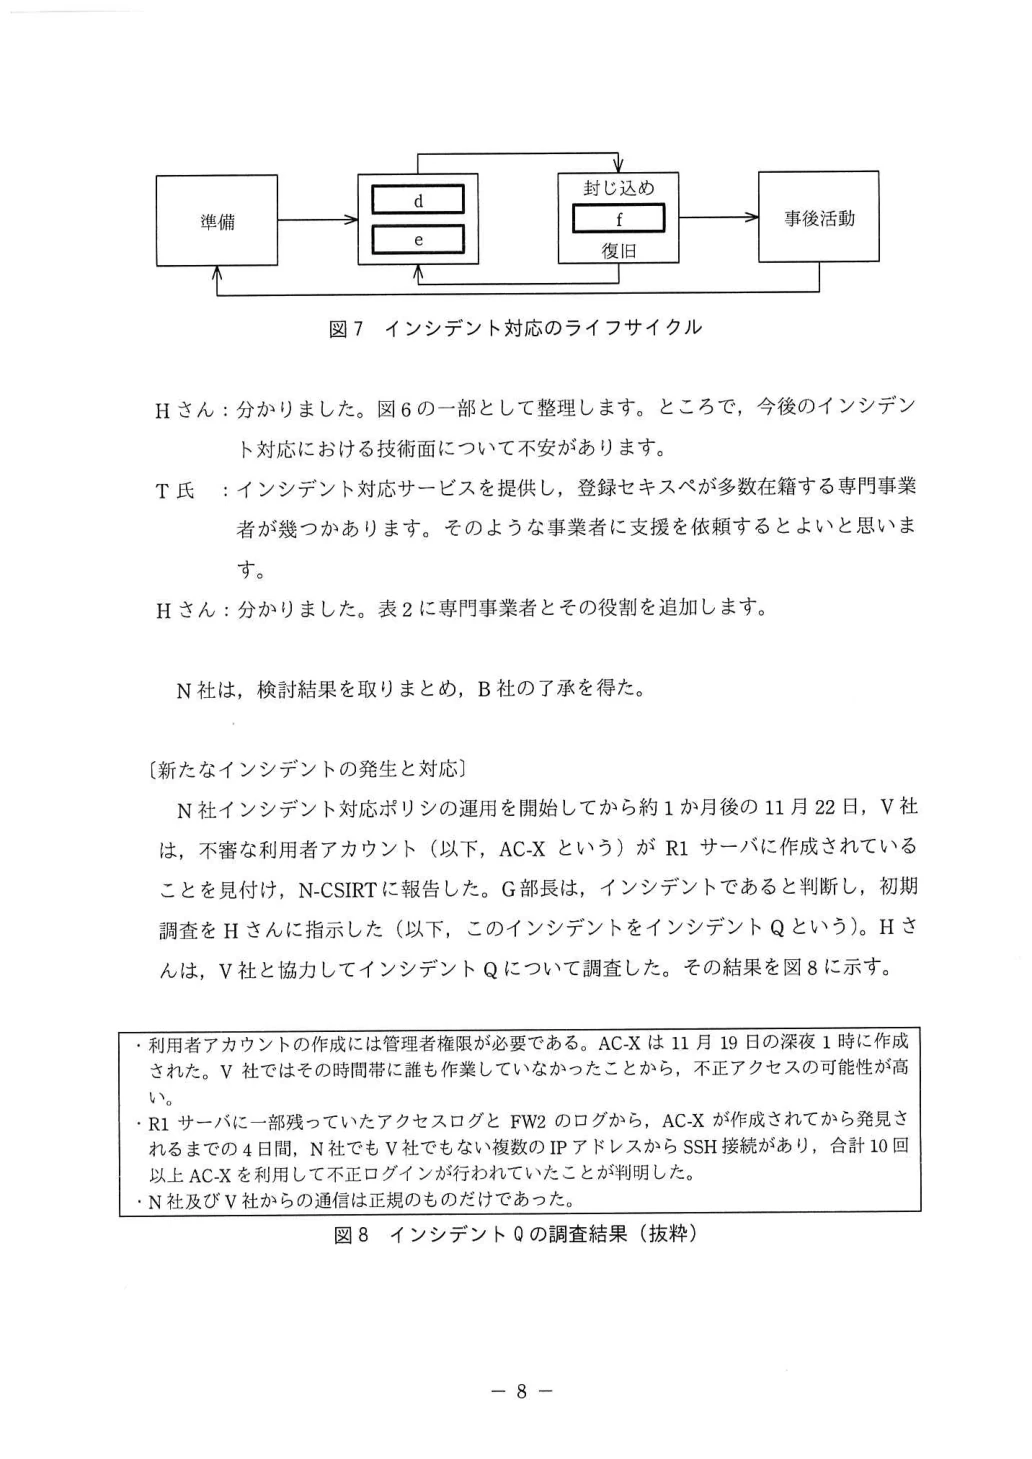 準備
d
e
封じ込め
f
復旧
事後活動
図7 インシデント対応のライフサイクル
Hさん：分かりました。図6の一部として整理します。ところで，今後のインシデン
ト対応における技術面について不安があります。
T氏 ：インシデント対応サービスを提供し，登録セキスペが多数在籍する専門事業
者が幾つかあります。そのような事業者に支援を依頼するとよいと思いま
す。
Hさん：分かりました。表2に専門事業者とその役割を追加します。
N社は，検討結果を取りまとめ，B社の了承を得た。
〔新たなインシデントの発生と対応〕
N社インシデント対応ポリシの運用を開始してから約1か月後の11月22日，V社
は，不審な利用者アカウント（以下，AC-Xという）がR1サーバに作成されている
ことを見付け，N-CSIRTに報告した。G部長は，インシデントであると判断し，初期
調査をHさんに指示した（以下，このインシデントをインシデントQという）。Hさ
んは，V社と協力してインシデントQについて調査した。その結果を図8に示す。
・利用者アカウントの作成には管理者権限が必要である。AC-Xは11月19日の深夜1時に作成
された。V社ではその時間帯に誰も作業していなかったことから，不正アクセスの可能性が高
い。
・R1サーバに一部残っていたアクセスログとFW2のログから，AC-Xが作成されてから発見さ
れるまでの4日間，N社でもV社でもない複数のIPアドレスからSSH接続があり，合計10回
以上AC-Xを利用して不正ログインが行われていたことが判明した。
・N社及びV社からの通信は正規のものだけであった。
図8 インシデントQの調査結果（抜粋）
－ 8 －